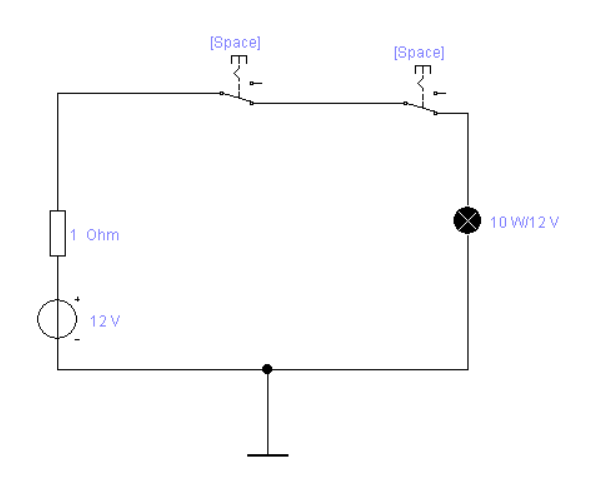 [Space]
[Space]
10 W/12 V
1 Ohm
+
12 V
-